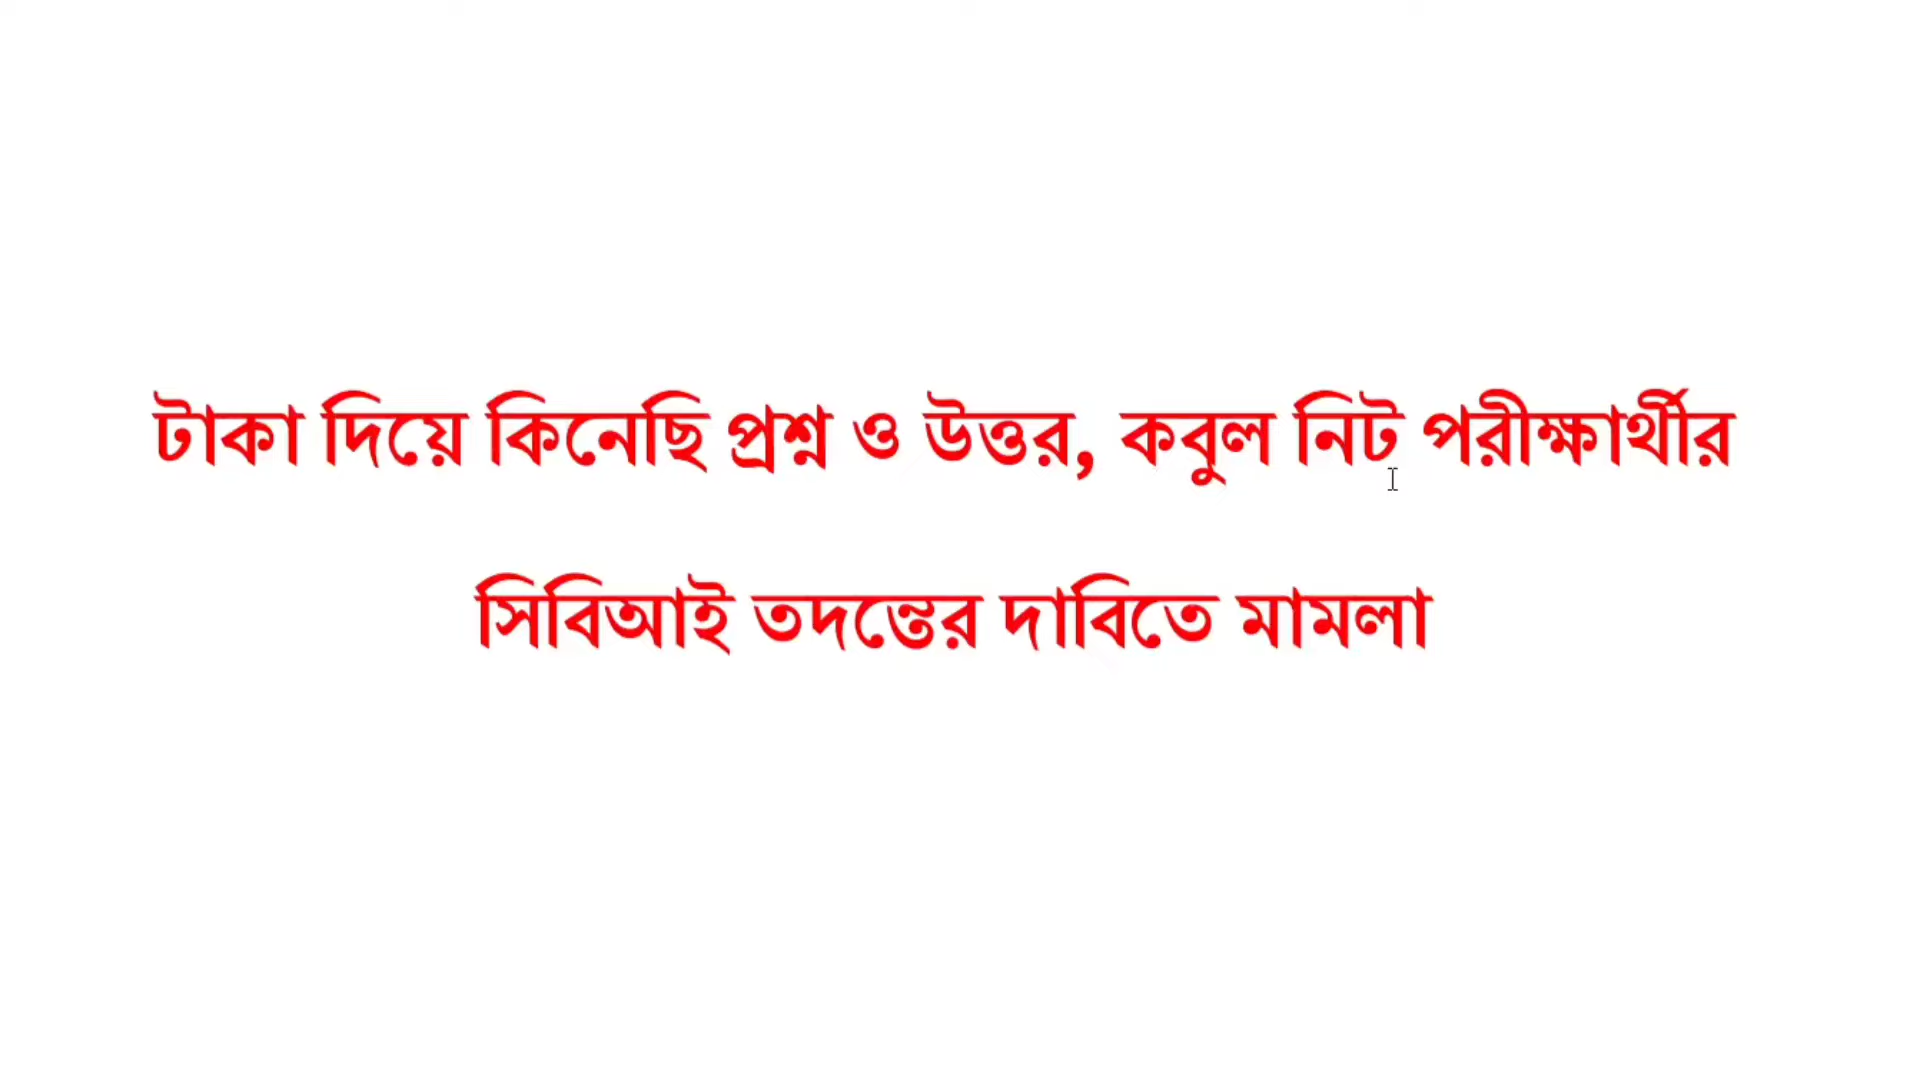 টাকা দিয়ে কিনেছি প্রশ্ন ও উত্তর, কবুল নিট পরীক্ষার্থীর
সিবিআই তদন্তের দাবিতে মামলা